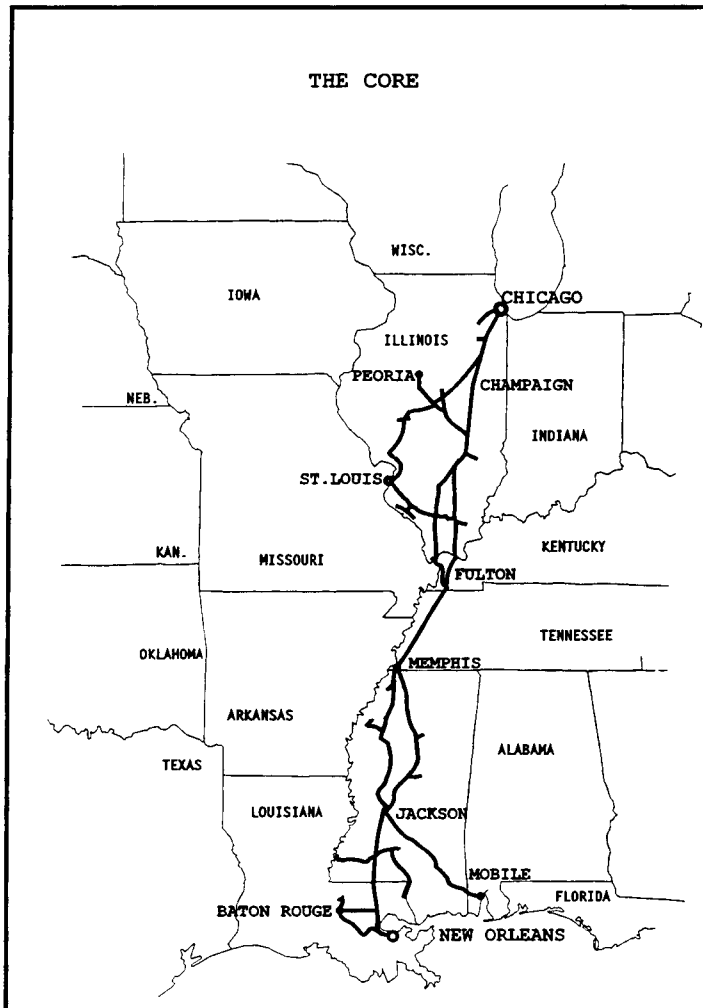 THE CORE
WISC.
IOWA
CHICAGO
ILLINOIS
PEORIA
CHAMPAIGN
NEB.
INDIANA
ST.LOUIS
KAN.
MISSOURI
KENTUCKY
FULTON
TENNESSEE
OKLAHOMA
MEMPHIS
ARKANSAS
ALABAMA
TEXAS
LOUISIANA
JACKSON
MOBILE
FLORIDA
BATON ROUGE
NEW ORLEANS